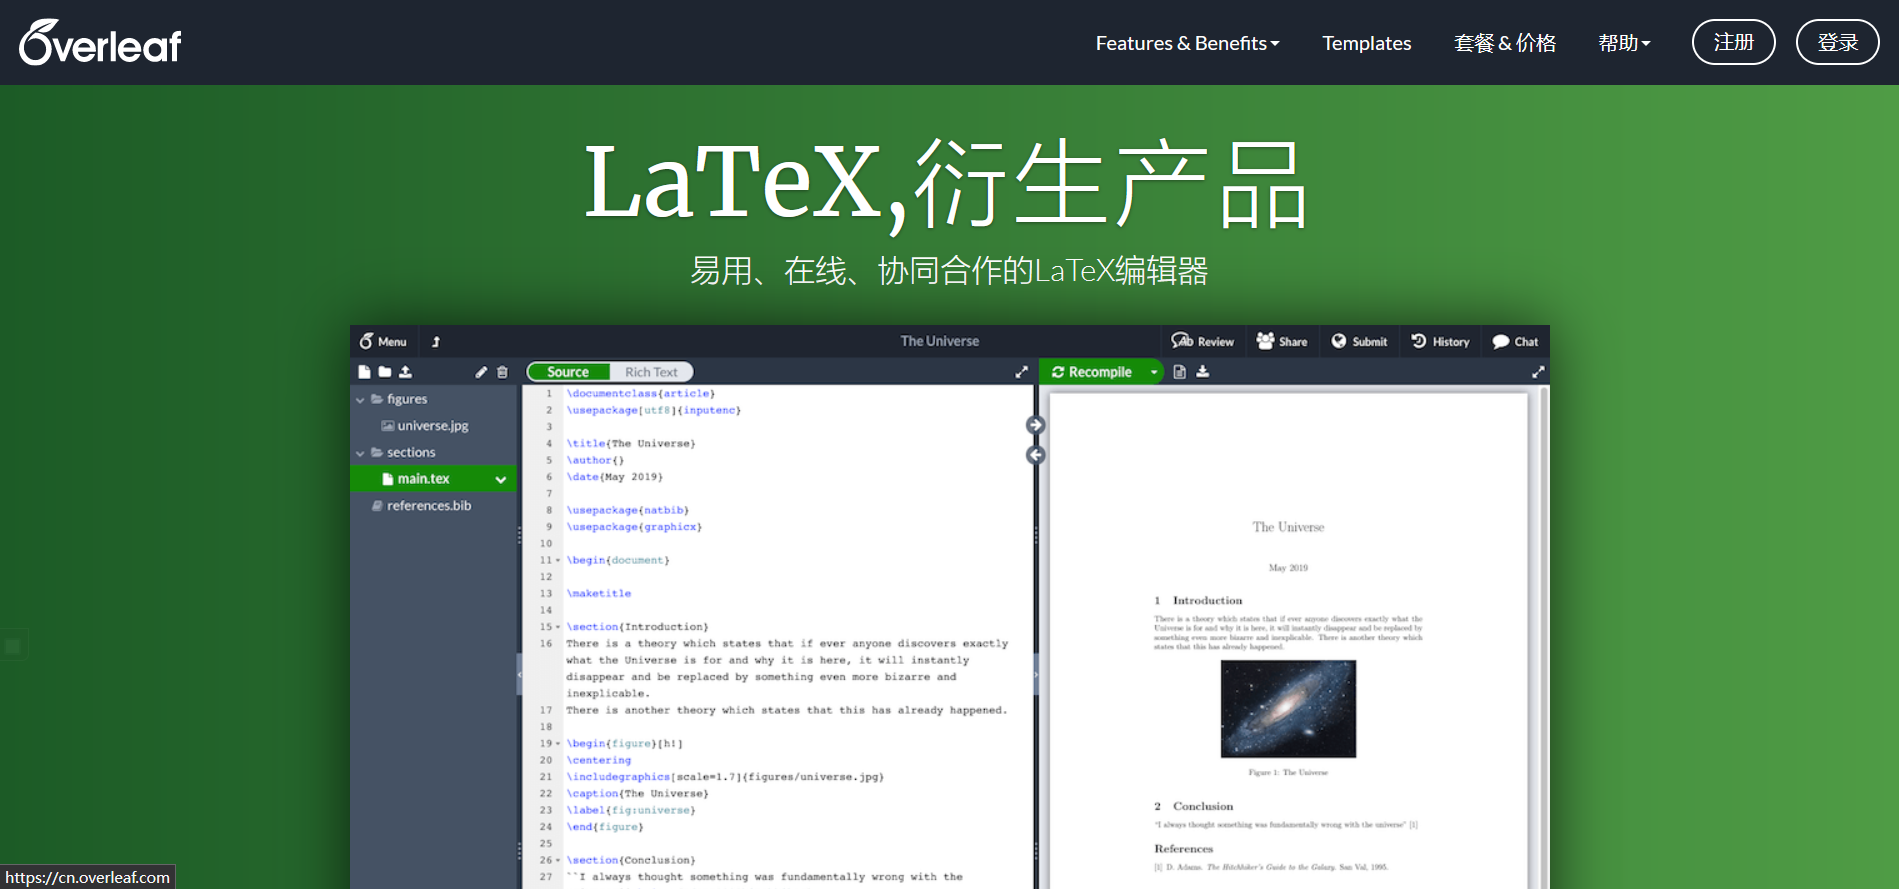 Overleaf
Features & Benefits
Templates
套餐 & 价格
帮助
注册
登录
LaTeX,衍生产品
易用、在线、协同合作的LaTeX编辑器
Menu
The Universe
Review
Share
Submit
History
Chat
Source
Rich Text
Recompile
figures
universe.jpg
sections
main.tex
references.bib
1 \documentclass{article}
2 \usepackage[utf8]{inputenc}
3
4 \title{The Universe}
5 \author{}
6 \date{May 2019}
7
8 \usepackage{natbib}
9 \usepackage{graphicx}
10
11 \begin{document}
12
13 \maketitle
14
15 \section{Introduction}
16 There is a theory which states that if ever anyone discovers exactly
what the Universe is for and why it is here, it will instantly
disappear and be replaced by something even more bizarre and
inexplicable.
17 There is another theory which states that this has already happened.
18
19 \begin{figure}[h!]
20 \centering
21 \includegraphics[scale=1.7]{figures/universe.jpg}
22 \caption{The Universe}
23 \label{fig:universe}
24 \end{figure}
25
26 \section{Conclusion}
27 ``I always thought something was fundamentally wrong with the
The Universe
May 2019
1 Introduction
There is a theory which states that if ever anyone discovers exactly what the
Universe is for and why it is here, it will instantly disappear and be replaced by
something even more bizarre and inexplicable. There is another theory which
states that this has already happened.
Figure 1: The Universe
2 Conclusion
“I always thought something was fundamentally wrong with the universe” [1]
References
[1] D. Adams. The Hitchhiker's Guide to the Galaxy. San Val, 1995.
https://cn.overleaf.com